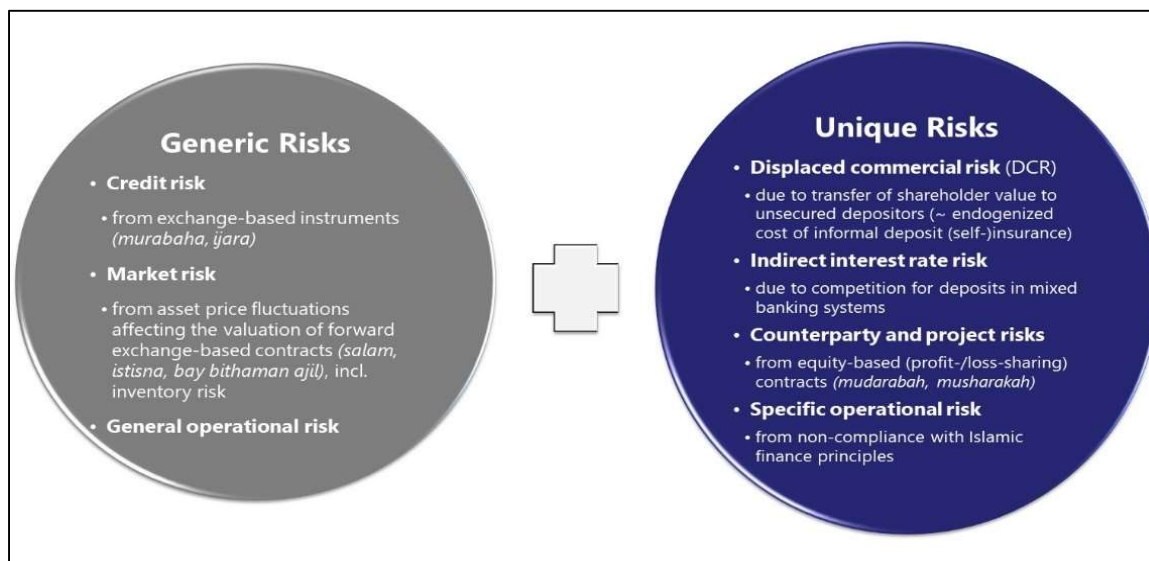 Generic Risks
• Credit risk
• from exchange-based instruments
(murabaha, ijara)
• Market risk
• from asset price fluctuations
affecting the valuation of forward
exchange-based contracts (salam,
istisna, bay bithaman ajil), incl.
inventory risk
• General operational risk
Unique Risks
• Displaced commercial risk (DCR)
• due to transfer of shareholder value to
unsecured depositors (~ endogenized
cost of informal deposit (self-)insurance)
• Indirect interest rate risk
• due to competition for deposits in mixed
banking systems
• Counterparty and project risks
• from equity-based (profit-/loss-sharing)
contracts (mudarabah, musharakah)
• Specific operational risk
• from non-compliance with Islamic
finance principles